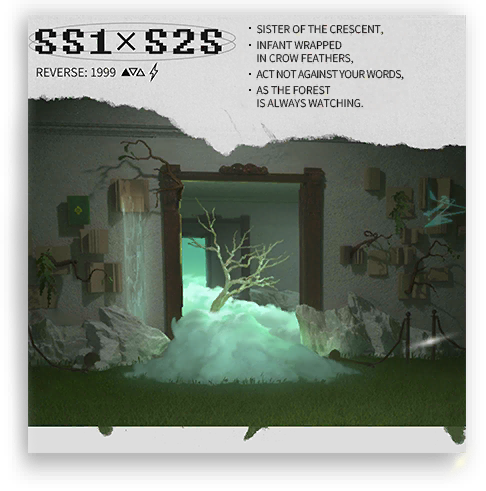 SS1×S2S
REVERSE: 1999
· SISTER OF THE CRESCENT,
· INFANT WRAPPED
IN CROW FEATHERS,
· ACT NOT AGAINST YOUR WORDS,
· AS THE FOREST
IS ALWAYS WATCHING.